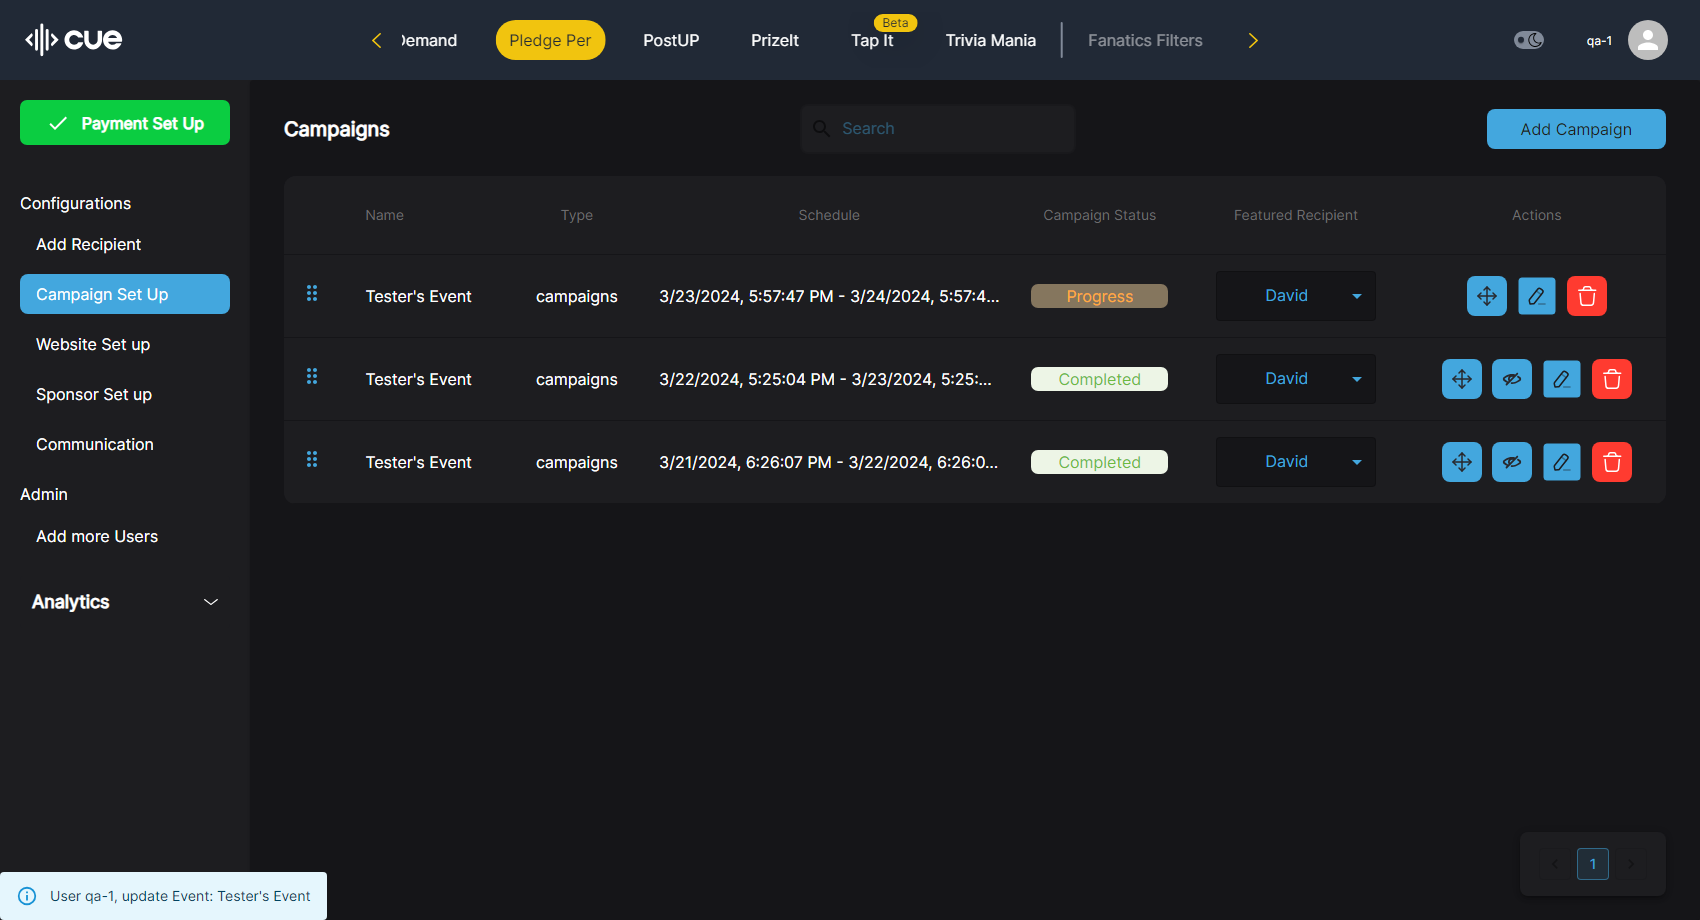 cue
Demand
Pledge Per
PostUP
PrizeIt
Beta
Tap It
Trivia Mania
Fanatics Filters
qa-1
Payment Set Up
Configurations
Add Recipient
Campaign Set Up
Website Set up
Sponsor Set up
Communication
Admin
Add more Users
Analytics
Campaigns
Search
Add Campaign
Name Type Schedule Campaign Status Featured Recipient Actions
Tester's Event campaigns 3/23/2024, 5:57:47 PM - 3/24/2024, 5:57:4... Progress David
Tester's Event campaigns 3/22/2024, 5:25:04 PM - 3/23/2024, 5:25:... Completed David
Tester's Event campaigns 3/21/2024, 6:26:07 PM - 3/22/2024, 6:26:0... Completed David
1
User qa-1, update Event: Tester's Event